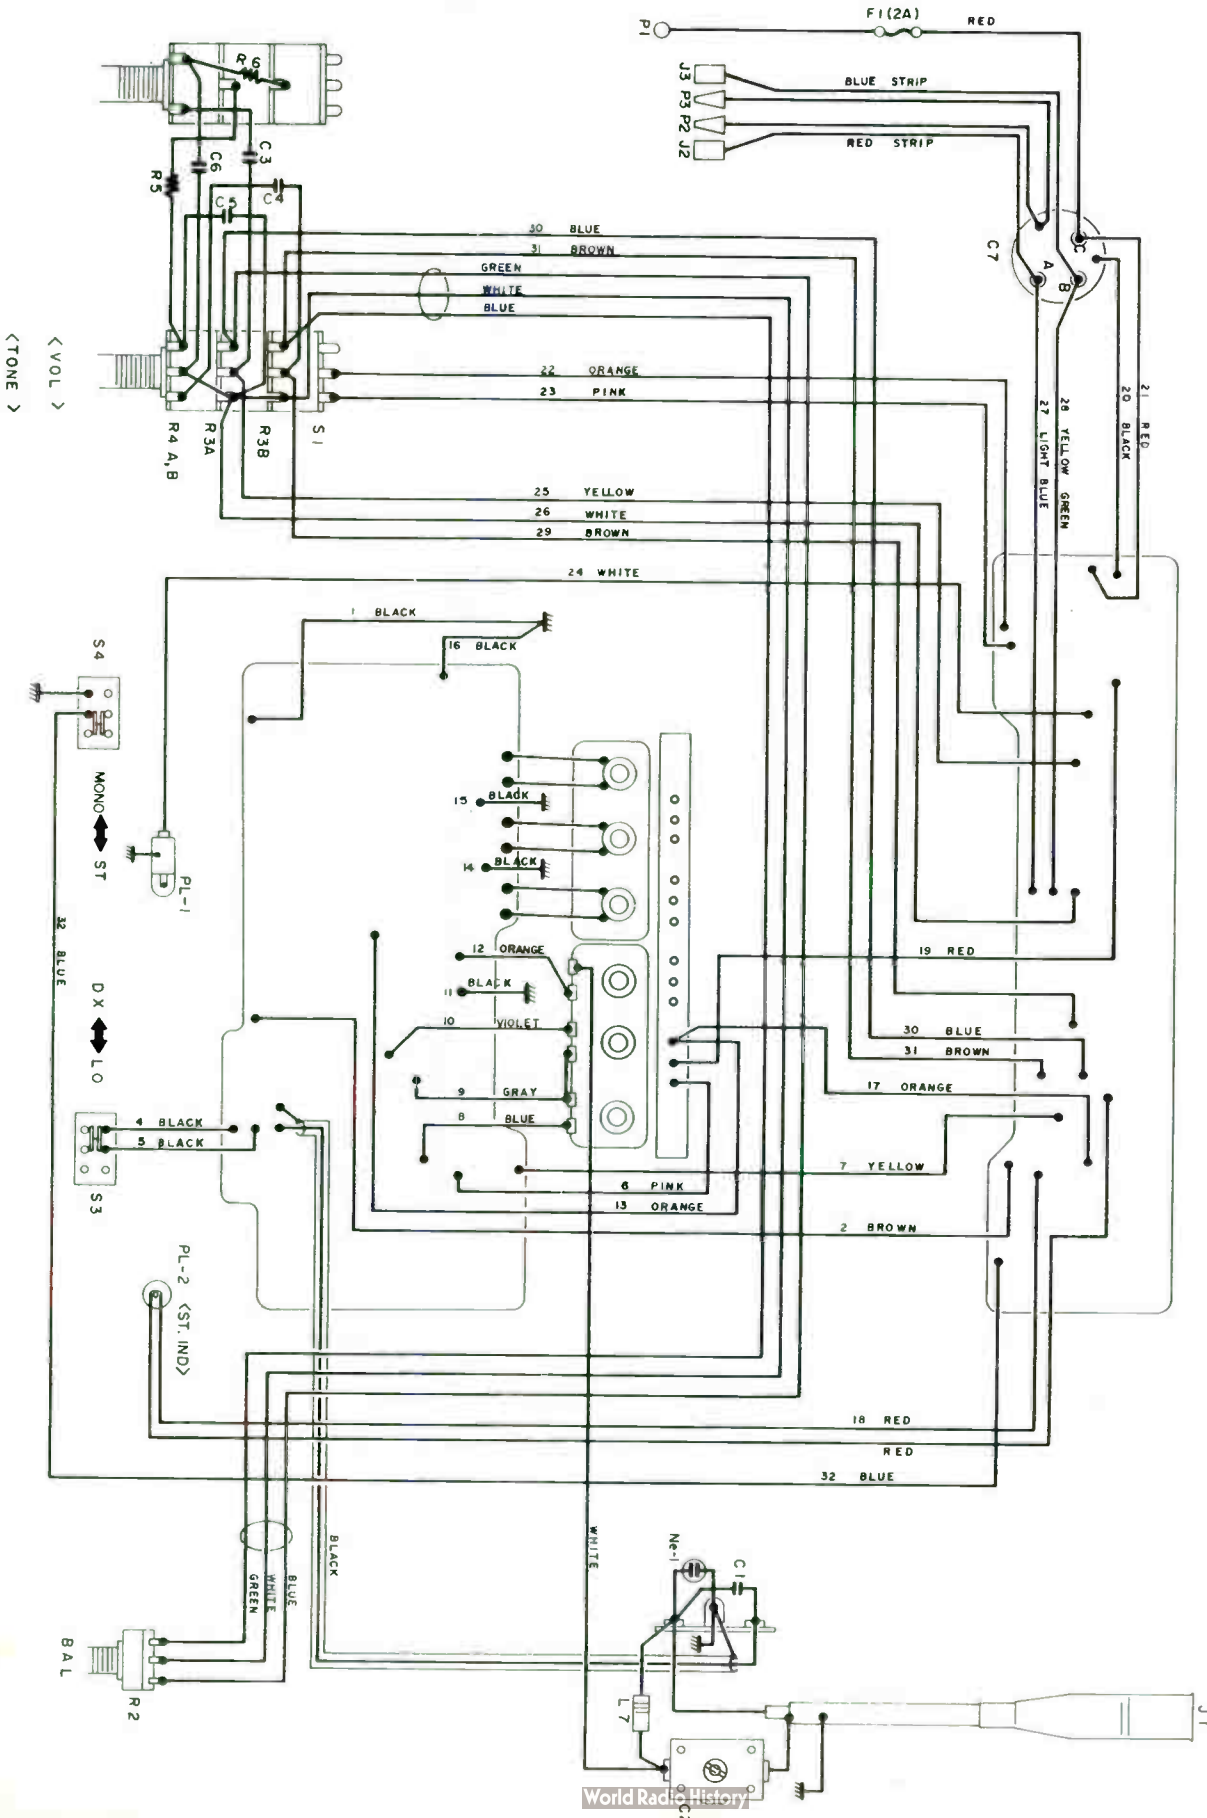 F1(2A)
RED
P1
J3
P3
P2
J2
BLUE STRIP
RED STRIP
R6
C3
C6
R5
C4
C5
C7
A
B
C
30 BLUE
31 BROWN
GREEN
WHITE
BLUE
22 ORANGE
23 PINK
21 RED
20 BLACK
28 YELLOW GREEN
27 LIGHT BLUE
<VOL>
<TONE>
R4 A,B
R3A
R3B
S1
25 YELLOW
26 WHITE
29 BROWN
24 WHITE
1 BLACK
16 BLACK
S4
MONO ST
PL-1
15 BLACK
14 BLACK
12 ORANGE
11 BLACK
10 VIOLET
9 GRAY
8 BLUE
19 RED
30 BLUE
31 BROWN
17 ORANGE
7 YELLOW
6 PINK
13 ORANGE
2 BROWN
32 BLUE
DX LO
4 BLACK
5 BLACK
S3
PL-2 <ST. IND>
18 RED
RED
32 BLUE
BLACK
WHITE
BLUE
WHITE
GREEN
BAL
R2
Ne-1
C1
L7
J1
World Radio History